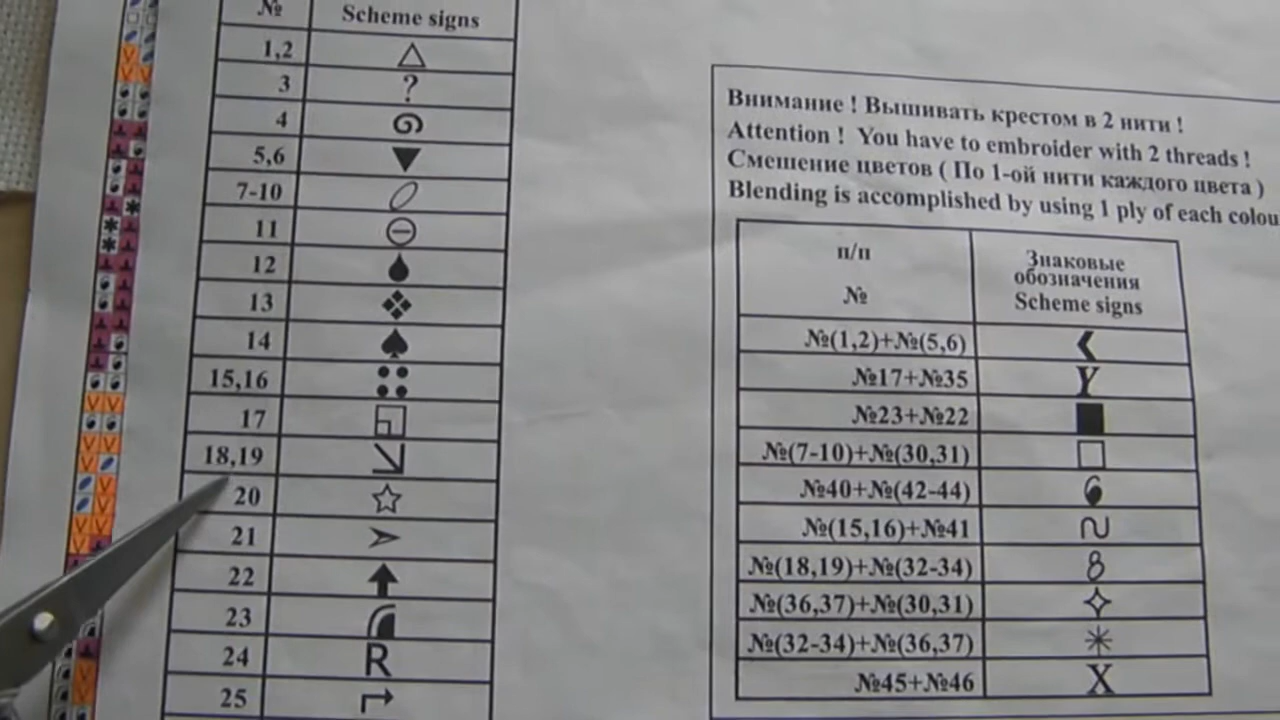 № Scheme signs
1,2
3 ?
4
5,6
7-10
11
12
13
14
15,16
17
18,19
20
21
22
23
24 R
25
Внимание ! Вышивать крестом в 2 нити !
Attention ! You have to embroider with 2 threads !
Смешение цветов ( По 1-ой нити каждого цвета )
Blending is accomplished by using 1 ply of each colou
п/п
№
Знаковые
обозначения
Scheme signs
№(1,2)+№(5,6)
№17+№35 Y
№23+№22
№(7-10)+№(30,31)
№40+№(42-44)
№(15,16)+№41
№(18,19)+№(32-34) 8
№(36,37)+№(30,31)
№(32-34)+№(36,37)
№45+№46 X